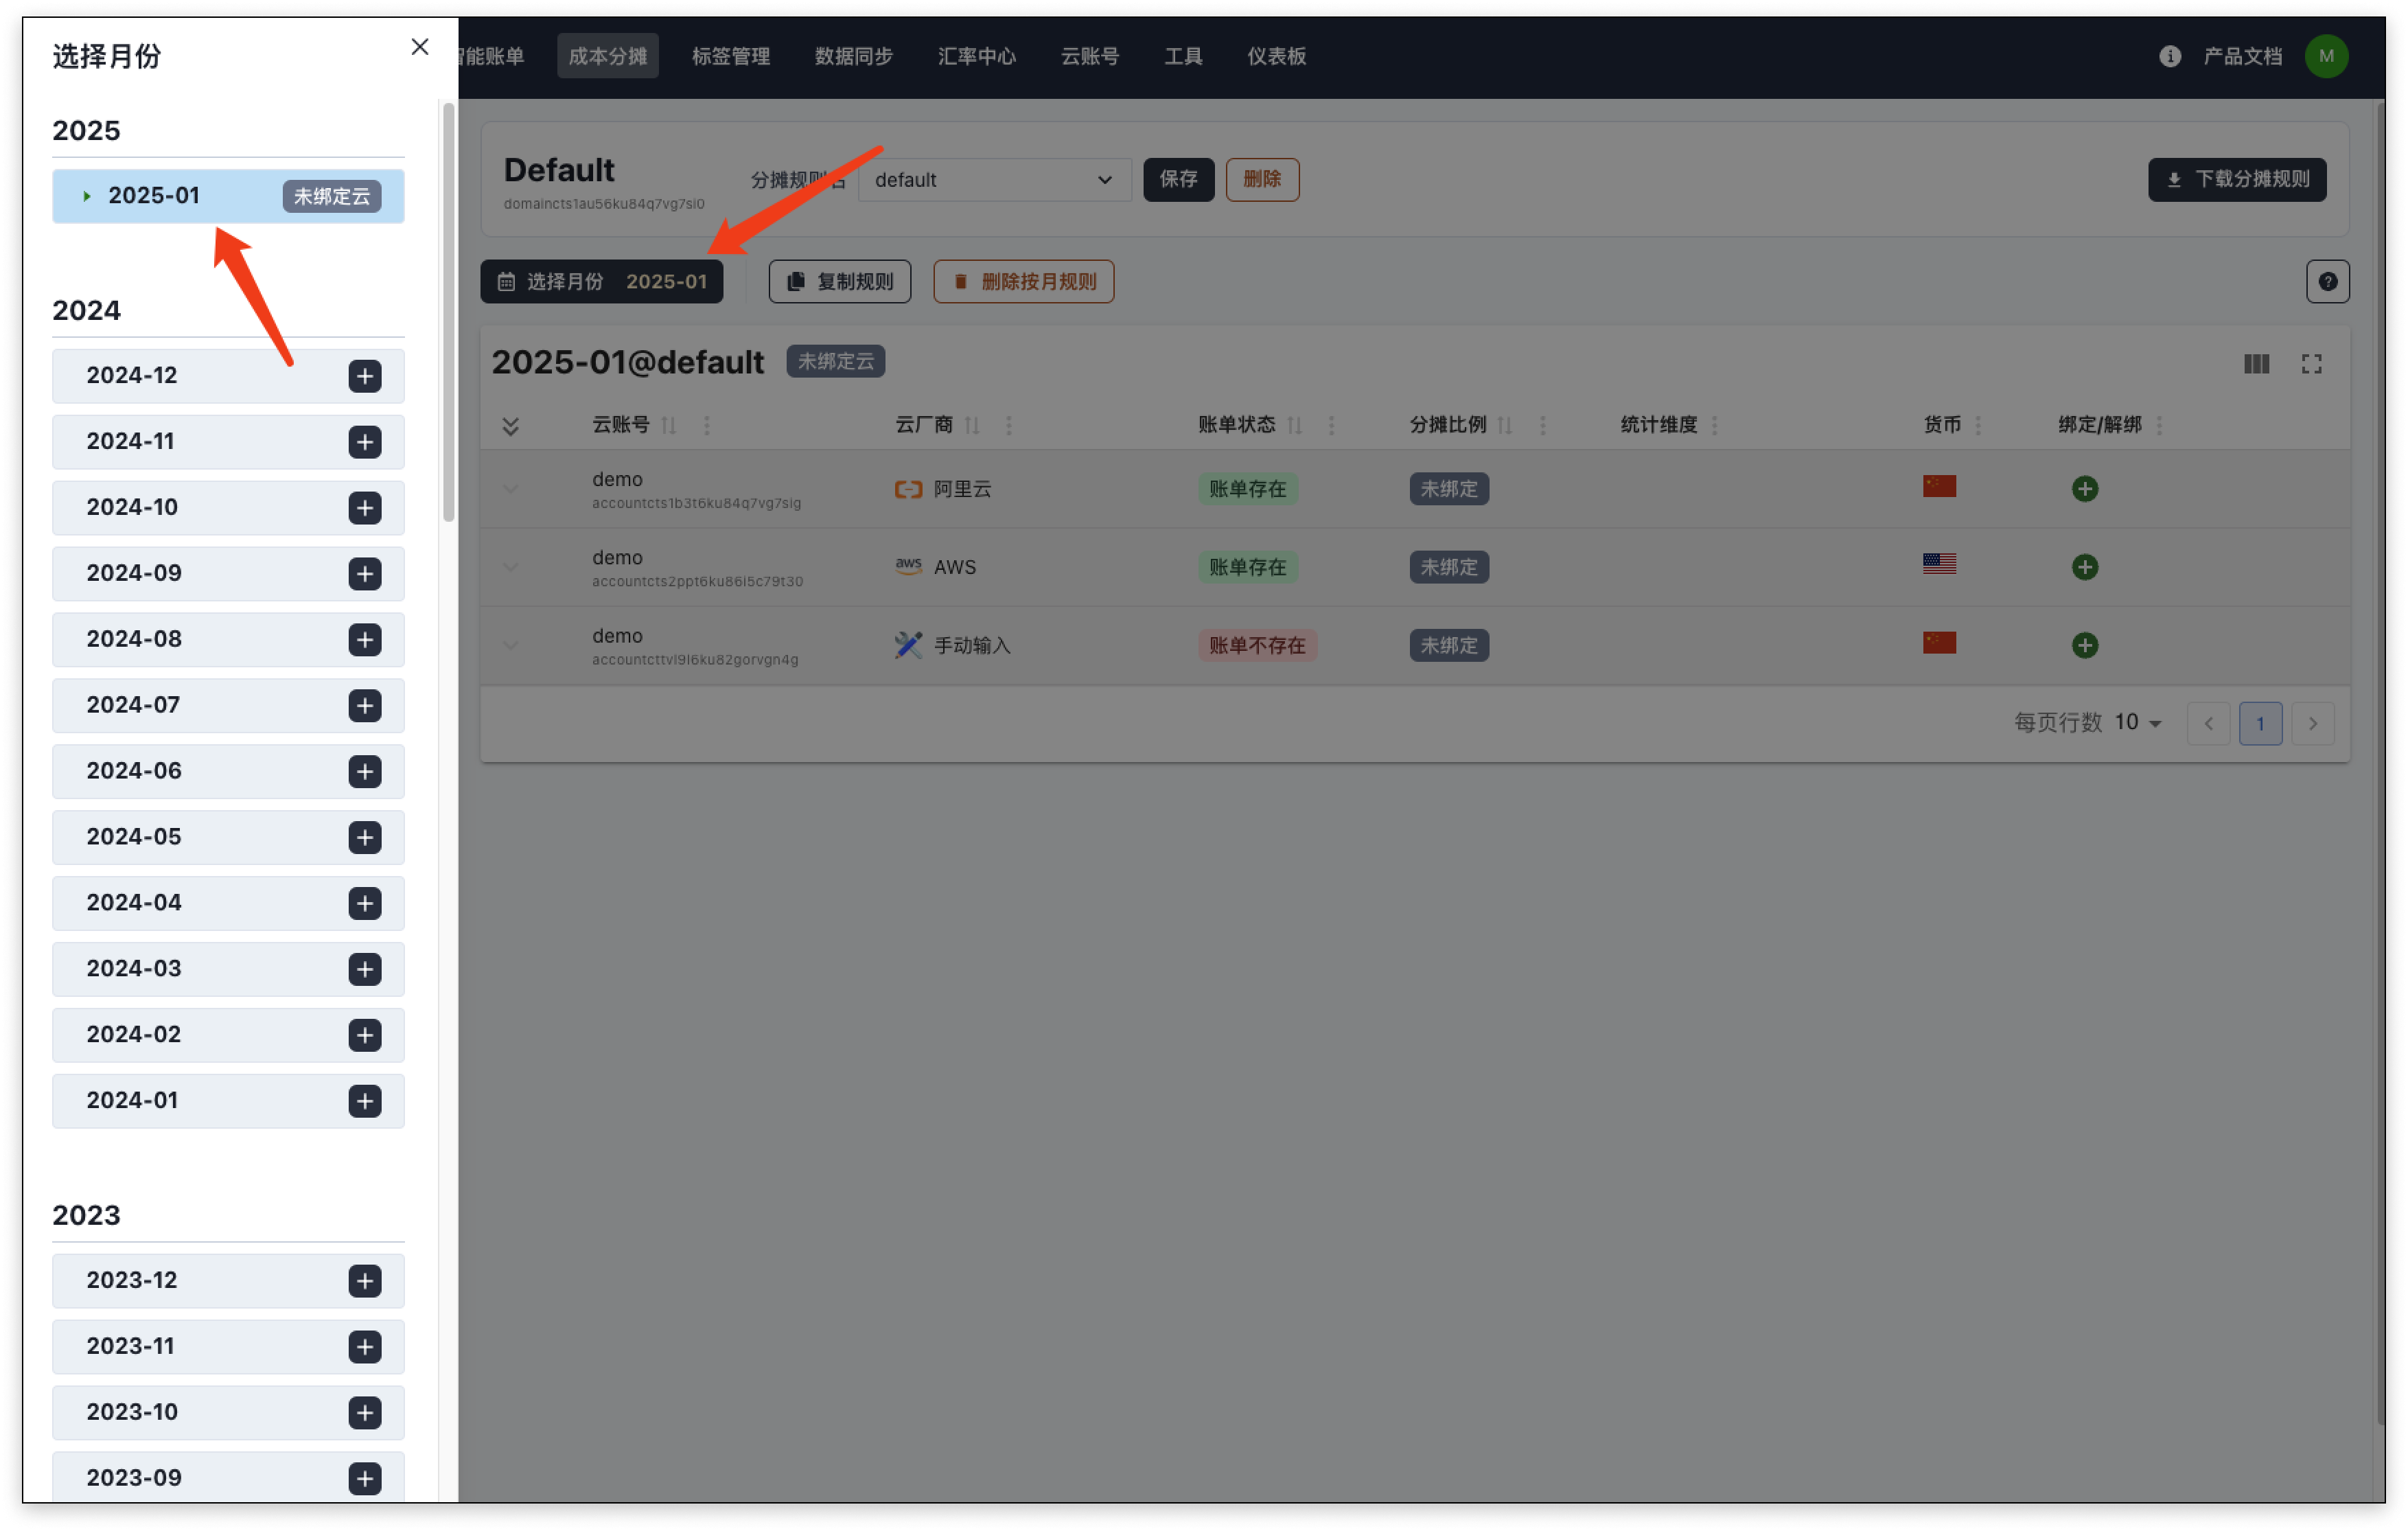 选择月份
2025
2025-01 未绑定云
2024
2024-12
2024-11
2024-10
2024-09
2024-08
2024-07
2024-06
2024-05
2024-04
2024-03
2024-02
2024-01
2023
2023-12
2023-11
2023-10
2023-09
智能账单 成本分摊 标签管理 数据同步 汇率中心 云账号 工具 仪表板 产品文档 M
Default
domaincts1au56ku84q7vg7si0
分摊规则名 default 保存 删除 下载分摊规则
选择月份 2025-01 复制规则 删除按月规则
2025-01@default 未绑定云
云账号 云厂商 账单状态 分摊比例 统计维度 货币 绑定/解绑
demo
accountcts1b3t6ku84q7vg7sig
阿里云 账单存在 未绑定
demo
accountcts2ppt6ku86i5c79t30
aws AWS 账单存在 未绑定
demo
accountcttvl9l6ku82gorvgn4g
手动输入 账单不存在 未绑定
每页行数 10 1